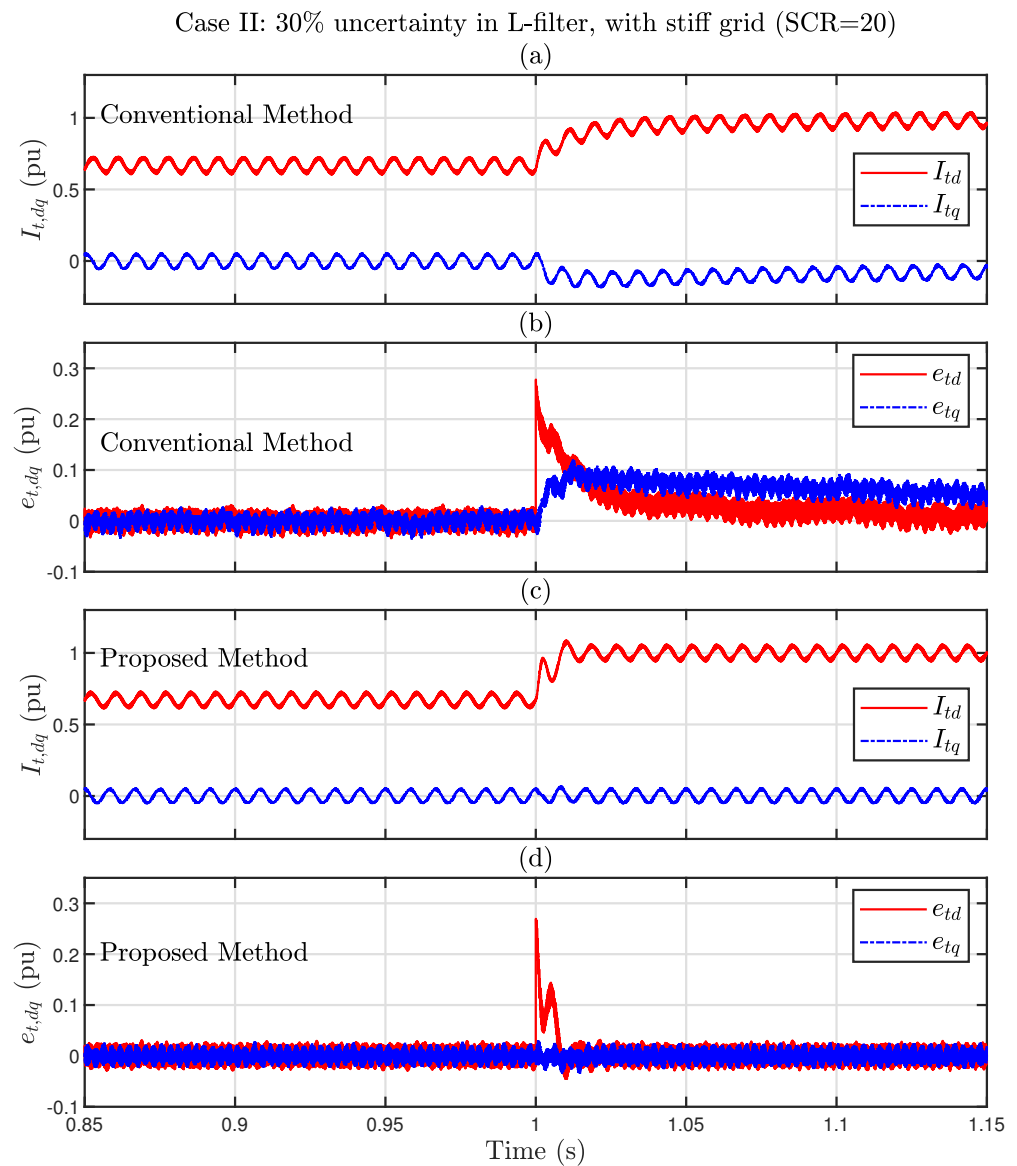 Case II: 30% uncertainty in L-filter, with stiff grid (SCR=20)
(a)
Conventional Method
1
0.5
0
I_{t,dq} (pu)
I_{td}
I_{tq}
(b)
Conventional Method
0.3
0.2
0.1
0
-0.1
e_{t,dq} (pu)
e_{td}
e_{tq}
(c)
Proposed Method
1
0.5
0
I_{t,dq} (pu)
I_{td}
I_{tq}
(d)
Proposed Method
0.3
0.2
0.1
0
-0.1
e_{t,dq} (pu)
e_{td}
e_{tq}
0.85 0.9 0.95 1 1.05 1.1 1.15
Time (s)